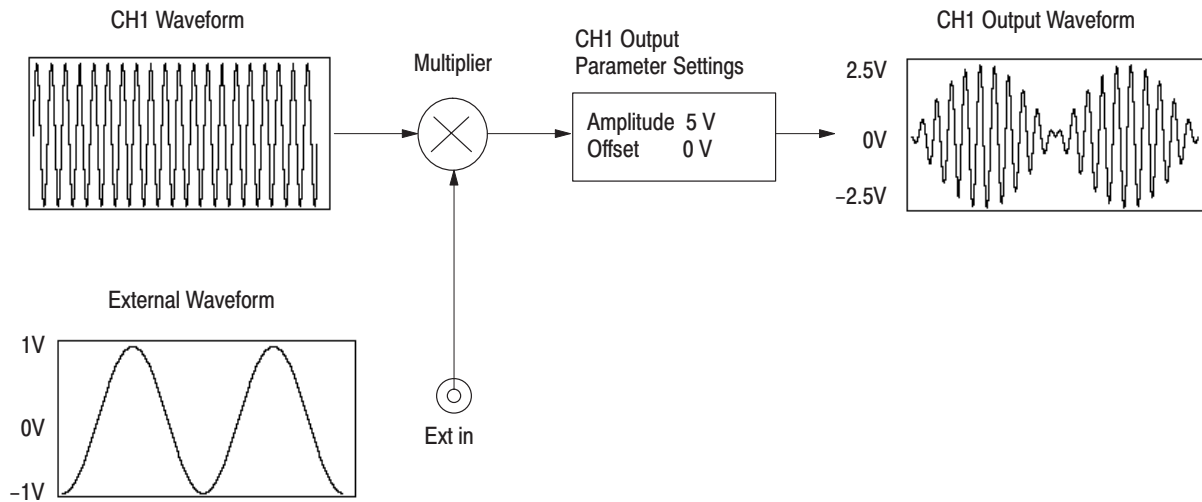 CH1 Waveform
Multiplier
CH1 Output
Parameter Settings
Amplitude 5 V
Offset 0 V
CH1 Output Waveform
2.5V
0V
–2.5V
External Waveform
1V
0V
–1V
Ext in